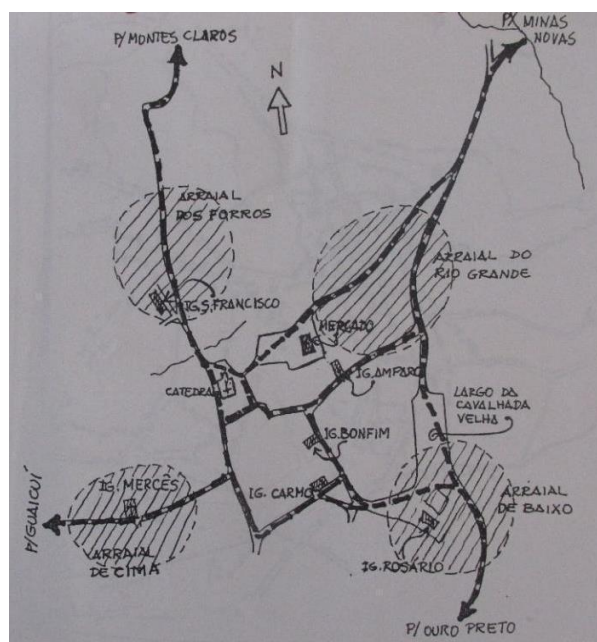 P/ MINAS
NOVAS
P/ MONTES CLAROS
N
ARRAIAL
DOS FORROS
ARRAIAL DO
RIO GRANDE
IG. S. FRANCISCO
MERCADO
CATEDRAL
IG. AMPARO
LARGO DA
CAVALHADA
VELHA
IG. BONFIM
IG. MERCÊS
IG. CARMO
ARRAIAL
DE BAIXO
P/ GUAICUÍ
ARRAIAL
DE CIMA
IG. ROSÁRIO
P/ OURO PRETO